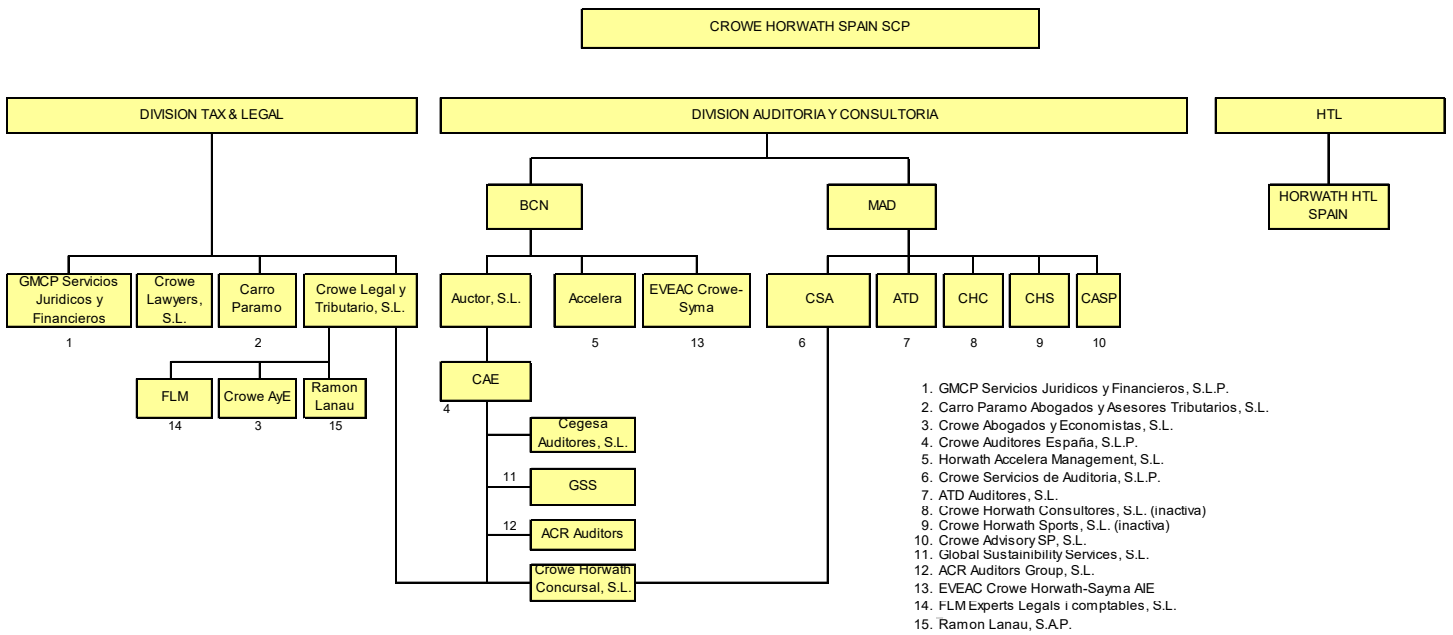 CROWE HORWATH SPAIN SCP
DIVISION TAX & LEGAL
DIVISION AUDITORIA Y CONSULTORIA
HTL
BCN
MAD
HORWATH HTL
SPAIN
GMCP Servicios
Juridicos y
Financieros
1
Crowe
Lawyers,
S.L.
Carro
Paramo
2
Crowe Legal y
Tributario, S.L.
Auctor, S.L.
Accelera
5
EVEAC Crowe-
Syma
13
CSA
6
ATD
7
CHC
8
CHS
9
CASP
10
FLM
14
Crowe AyE
3
Ramon
Lanau
15
CAE
4
Cegesa
Auditores, S.L.
11
GSS
12
ACR Auditors
Crowe Horwath
Concursal, S.L.
1. GMCP Servicios Juridicos y Financieros, S.L.P.
2. Carro Paramo Abogados y Asesores Tributarios, S.L.
3. Crowe Abogados y Economistas, S.L.
4. Crowe Auditores España, S.L.P.
5. Horwath Accelera Management, S.L.
6. Crowe Servicios de Auditoria, S.L.P.
7. ATD Auditores, S.L.
8. Crowe Horwath Consultores, S.L. (inactiva)
9. Crowe Horwath Sports, S.L. (inactiva)
10. Crowe Advisory SP, S.L.
11. Global Sustainibility Services, S.L.
12. ACR Auditors Group, S.L.
13. EVEAC Crowe Horwath-Sayma AIE
14. FLM Experts Legals i comptables, S.L.
15. Ramon Lanau, S.A.P.